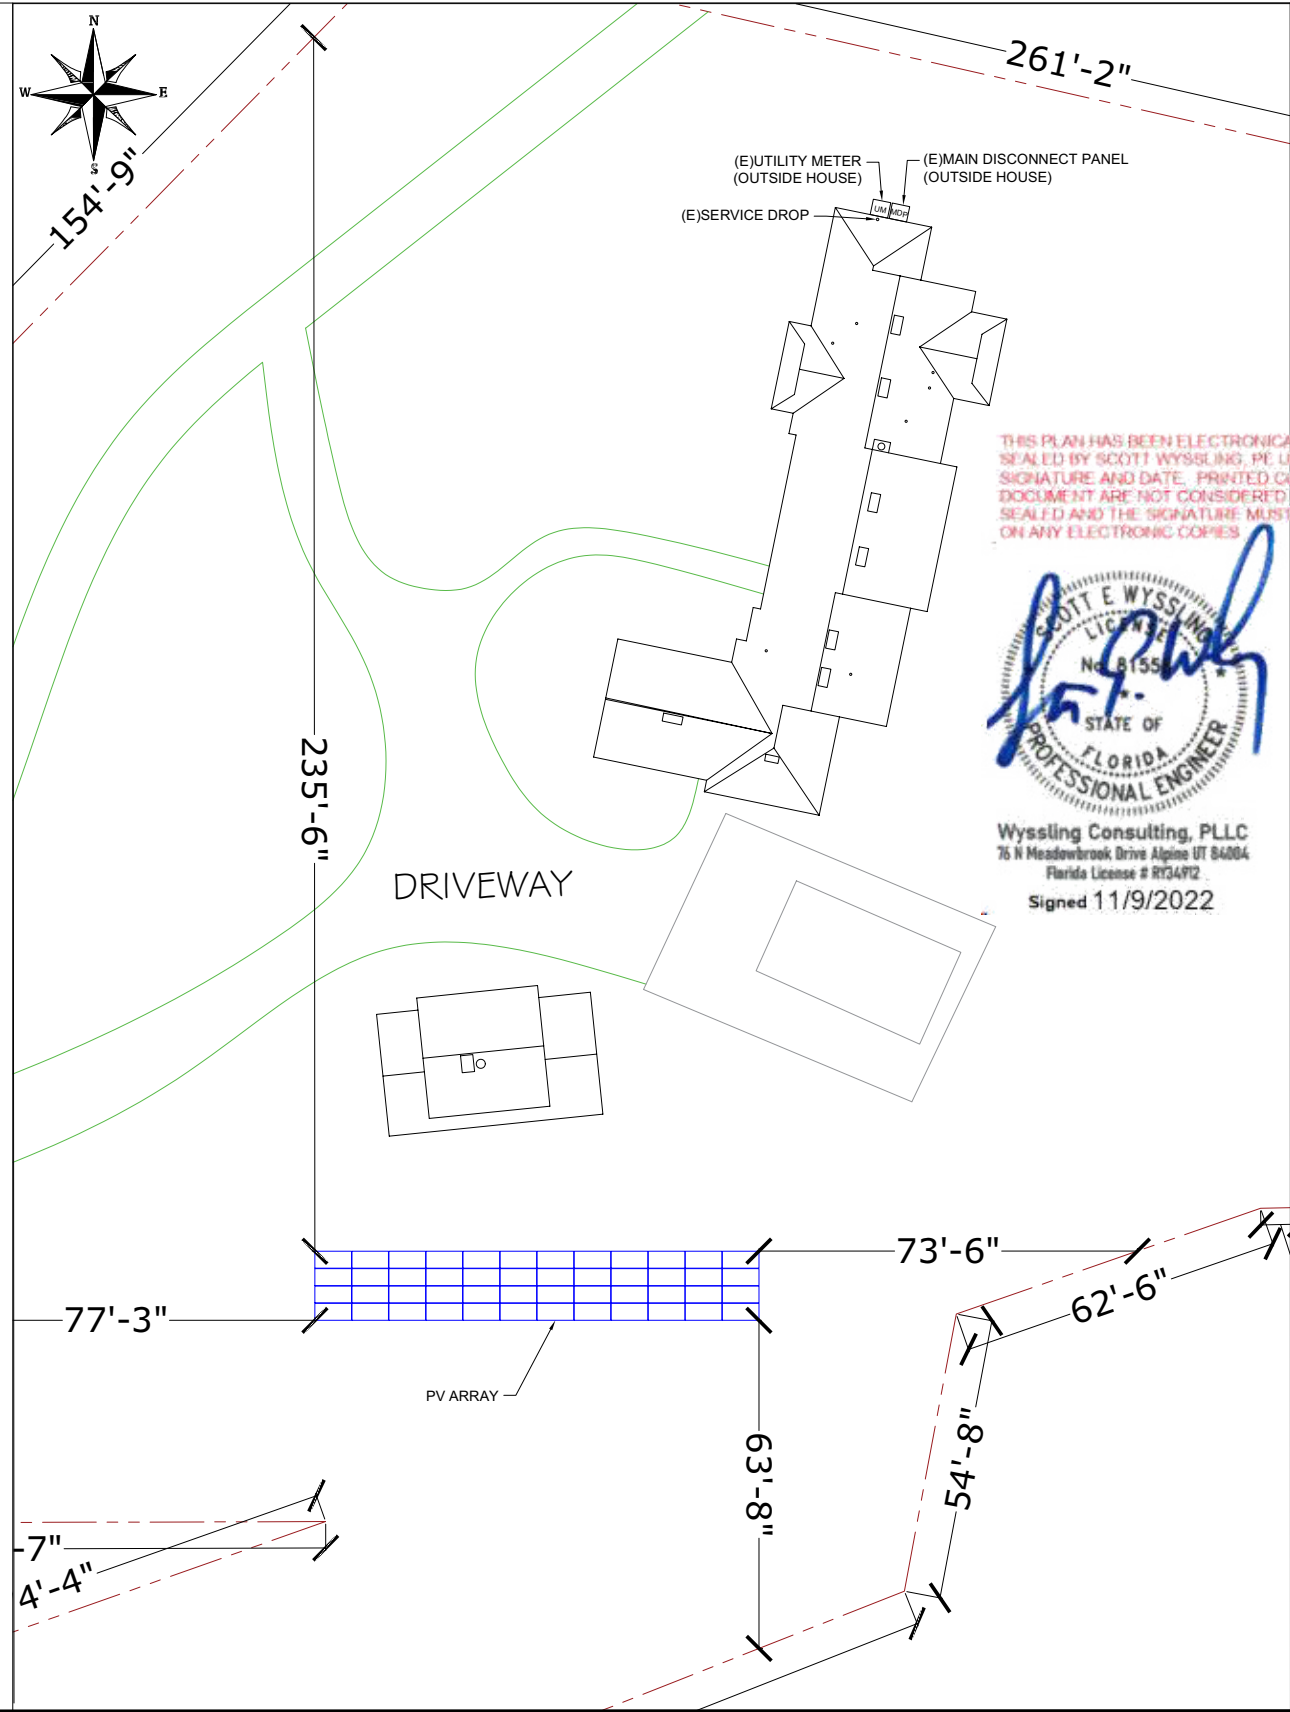 N
W
E
S
154'-9"
261'-2"
(E)UTILITY METER
(OUTSIDE HOUSE)
(E)MAIN DISCONNECT PANEL
(OUTSIDE HOUSE)
UM
MDP
(E)SERVICE DROP
THIS PLAN HAS BEEN ELECTRONICA
SEALED BY SCOTT WYSSLING, PE U
SIGNATURE AND DATE. PRINTED CO
DOCUMENT ARE NOT CONSIDERED
SEALED AND THE SIGNATURE MUST
ON ANY ELECTRONIC COPIES
SCOTT E WYSSLING
LICENSE
No. 8155
STATE OF
FLORIDA
PROFESSIONAL ENGINEER
Wyssling Consulting, PLLC
76 N Meadowbrook Drive Alpine UT 84004
Florida License # RY34912
Signed 11/9/2022
235'-6"
DRIVEWAY
73'-6"
62'-6"
77'-3"
PV ARRAY
63'-8"
54'-8"
-7"
4'-4"